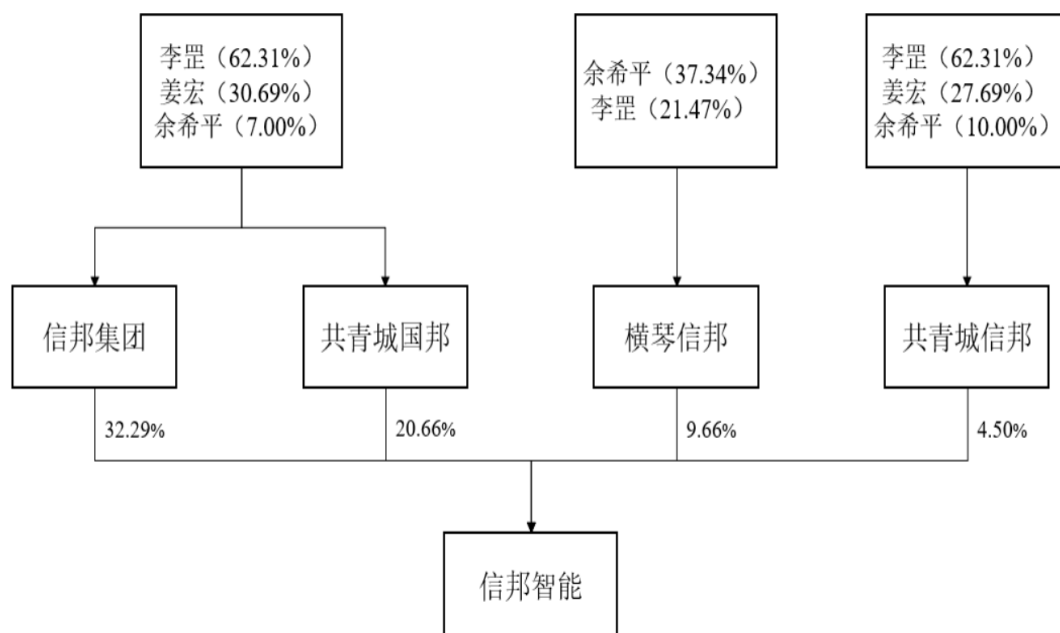 李罡（62.31%）
姜宏（30.69%）
余希平（7.00%）
余希平（37.34%）
李罡（21.47%）
李罡（62.31%）
姜宏（27.69%）
余希平（10.00%）
信邦集团
共青城国邦
横琴信邦
共青城信邦
32.29%
20.66%
9.66%
4.50%
信邦智能